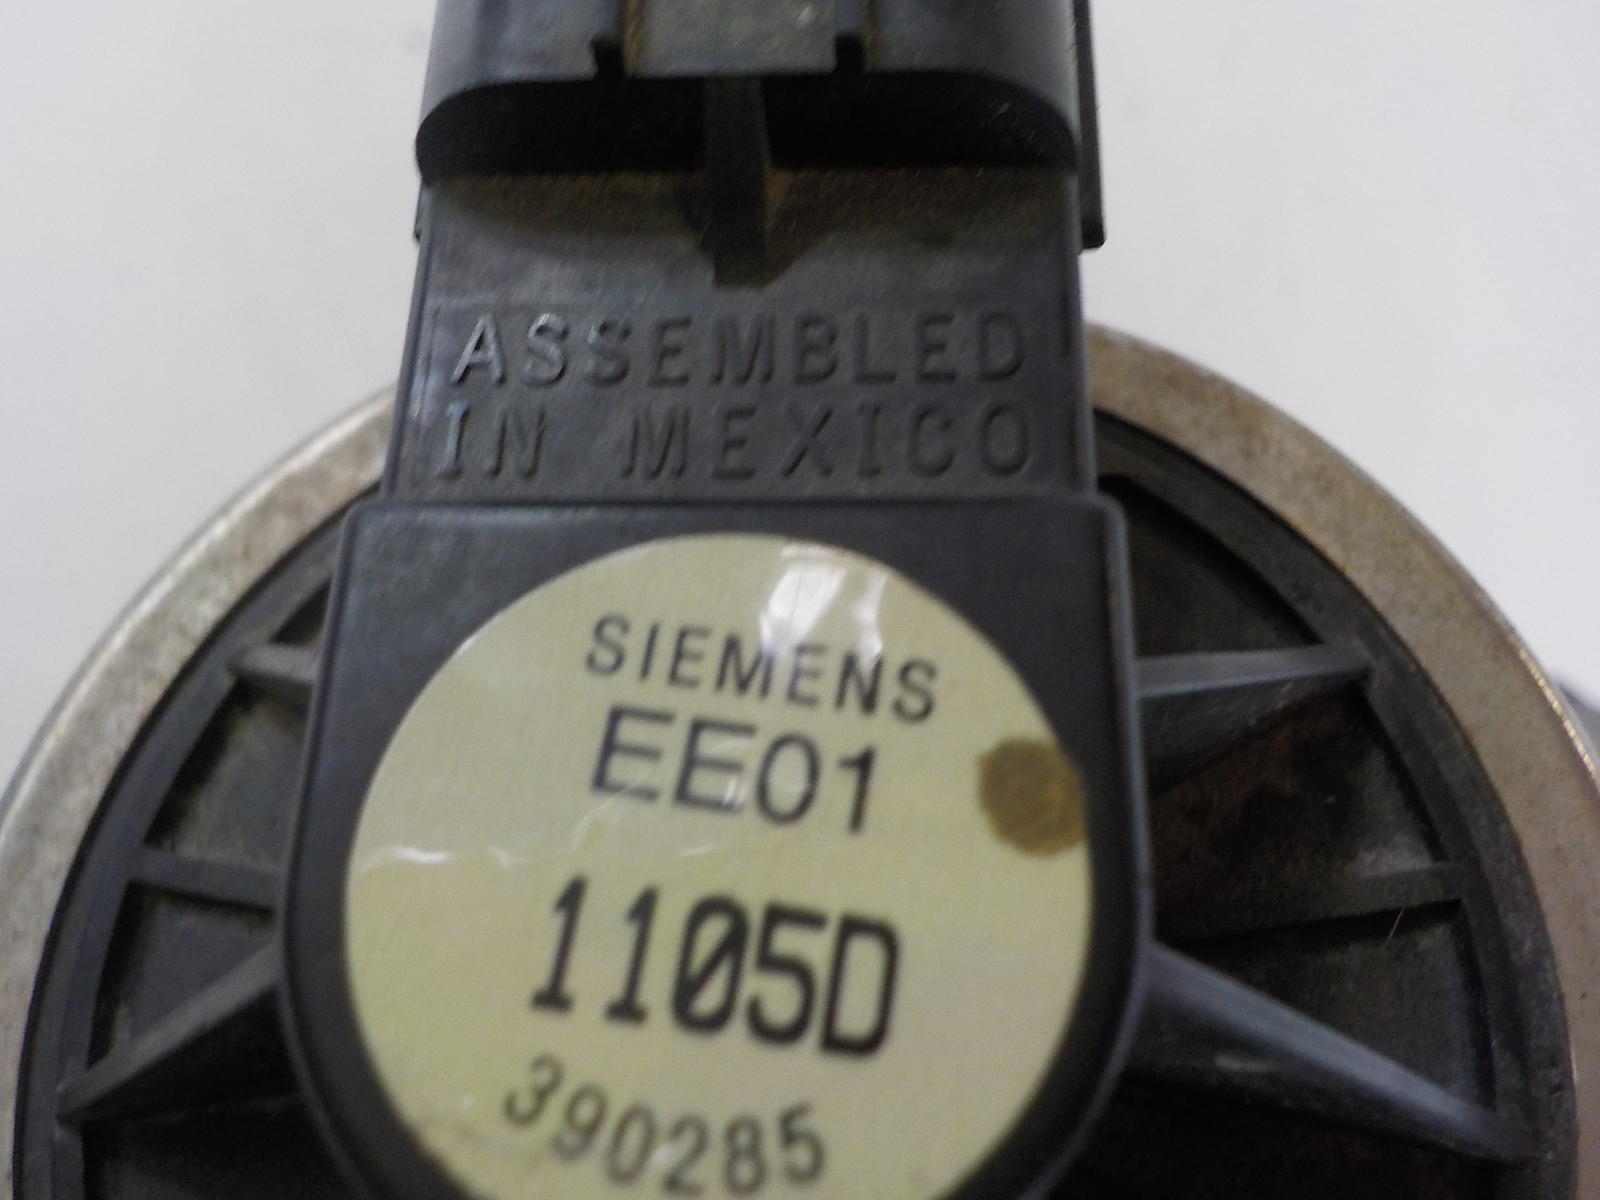 ASSEMBLED
IN MEXICO
SIEMENS
EE01
1105D
390285